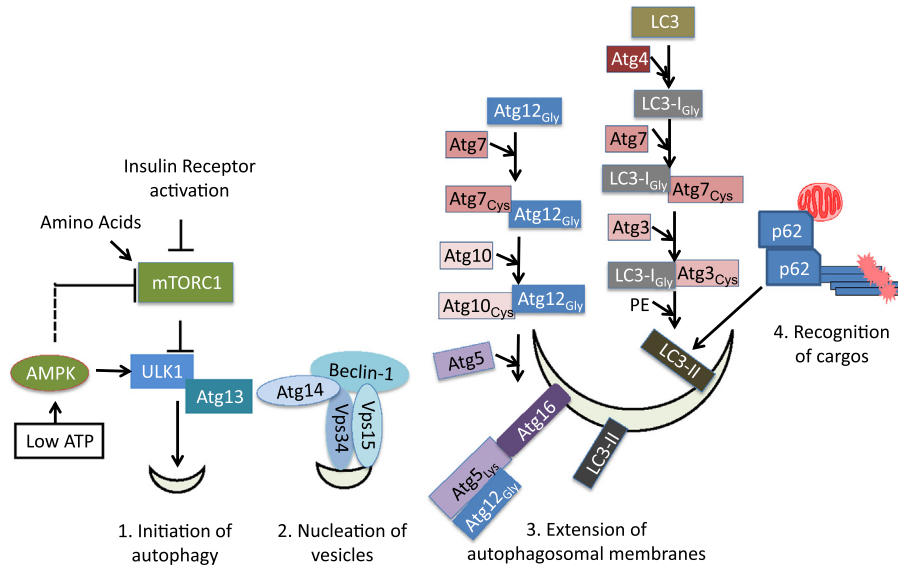 Insulin Receptor
activation
Amino Acids
mTORC1
AMPK
ULK1
Atg13
Low ATP
1. Initiation of
autophagy
Beclin-1
Atg14
Vps34
Vps15
2. Nucleation of
vesicles
Atg12Gly
Atg7
Atg7Cys
Atg12Gly
Atg10
Atg10Cys
Atg12Gly
Atg5
Atg16
Atg5Lys
Atg12Gly
LC3
Atg4
LC3-IGly
Atg7
LC3-IGly
Atg7Cys
Atg3
LC3-IGly
Atg3Cys
PE
LC3-II
LC3-II
3. Extension of
autophagosomal membranes
p62
p62
4. Recognition
of cargos